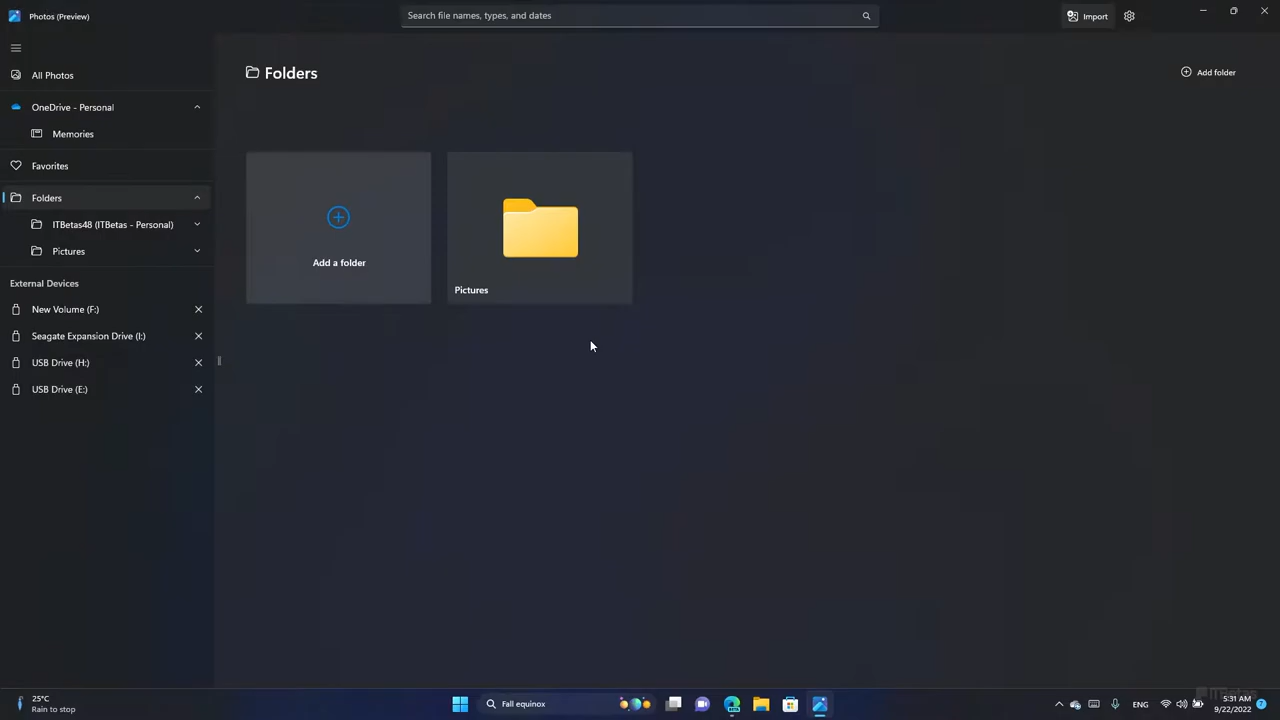 Photos (Preview)
Search file names, types, and dates
Import
All Photos
OneDrive - Personal
Memories
Favorites
Folders
ITBetas48 (ITBetas - Personal)
Pictures
External Devices
New Volume (F:)
Seagate Expansion Drive (I:)
USB Drive (H:)
USB Drive (E:)
Folders
Add folder
Add a folder
Pictures
25°C
Rain to stop
Fall equinox
ENG
5:31 AM
9/22/2022
ITBetas